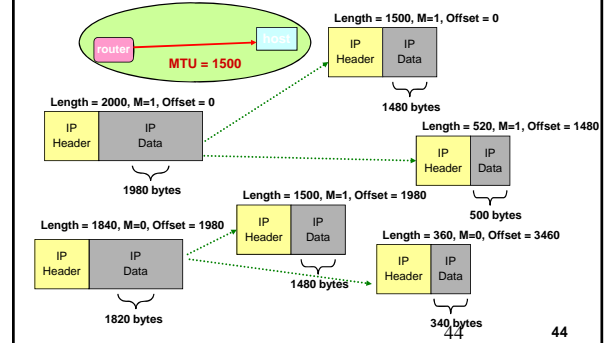 Length = 1500, M=1, Offset = 0
router
host
MTU = 1500
IP Header
IP Data
1480 bytes
Length = 2000, M=1, Offset = 0
IP Header
IP Data
1980 bytes
Length = 520, M=1, Offset = 1480
IP Header
IP Data
500 bytes
Length = 1840, M=0, Offset = 1980
IP Header
IP Data
1820 bytes
Length = 1500, M=1, Offset = 1980
IP Header
IP Data
1480 bytes
Length = 360, M=0, Offset = 3460
IP Header
IP Data
340 bytes
44
44